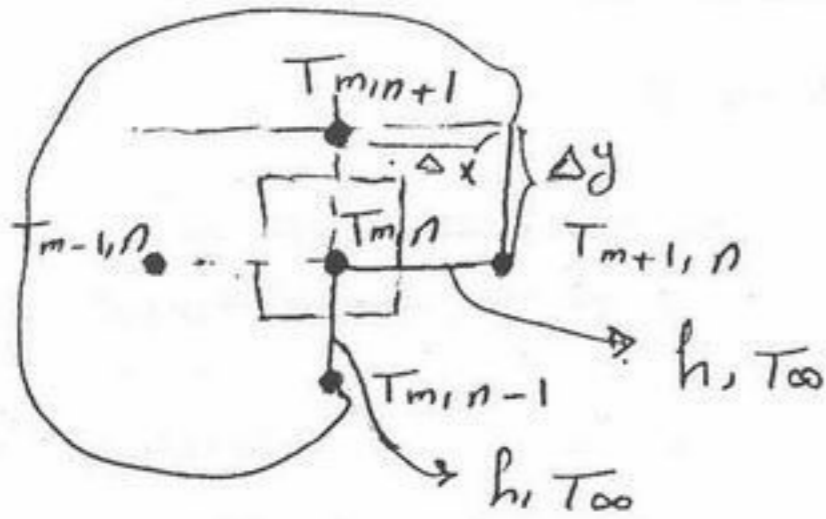 Tm,n+1
Δx
Δy
Tm-1,n
Tm,n
Tm+1,n
h, T∞
Tm,n-1
h, T∞